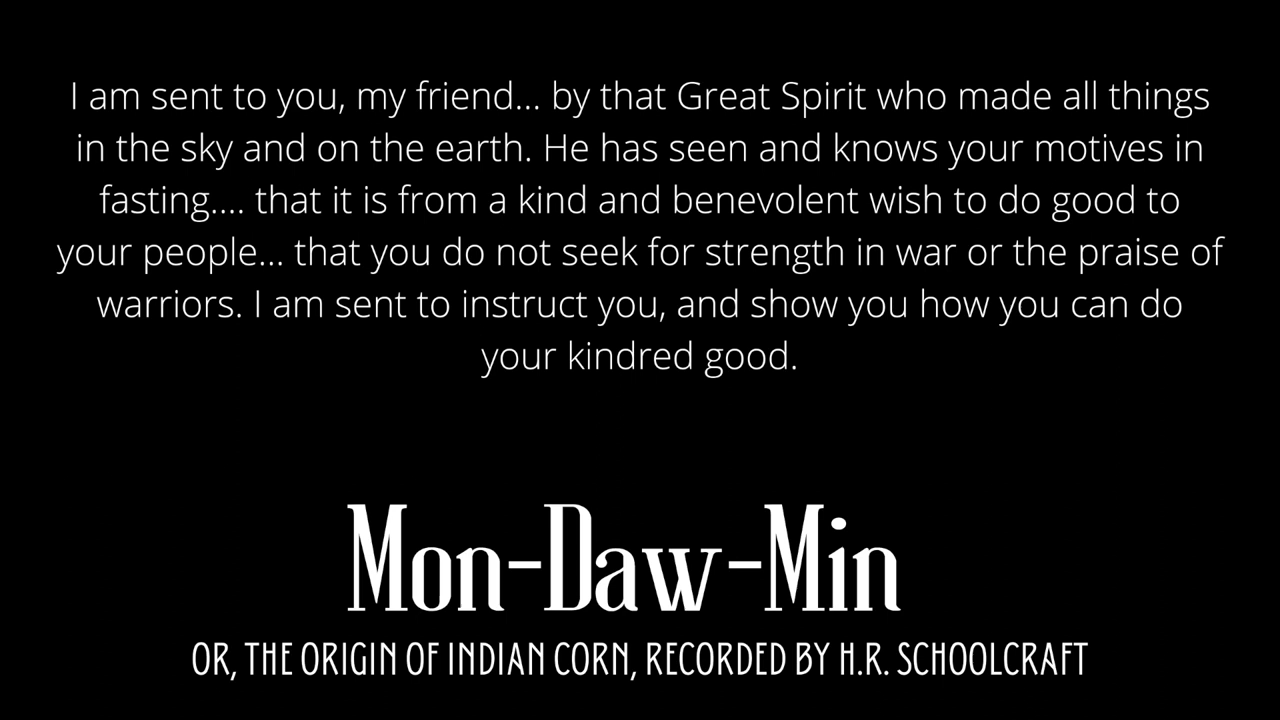 I am sent to you, my friend... by that Great Spirit who made all things
in the sky and on the earth. He has seen and knows your motives in
fasting.... that it is from a kind and benevolent wish to do good to
your people... that you do not seek for strength in war or the praise of
warriors. I am sent to instruct you, and show you how you can do
your kindred good.
Mon-Daw-Min
OR, THE ORIGIN OF INDIAN CORN, RECORDED BY H.R. SCHOOLCRAFT